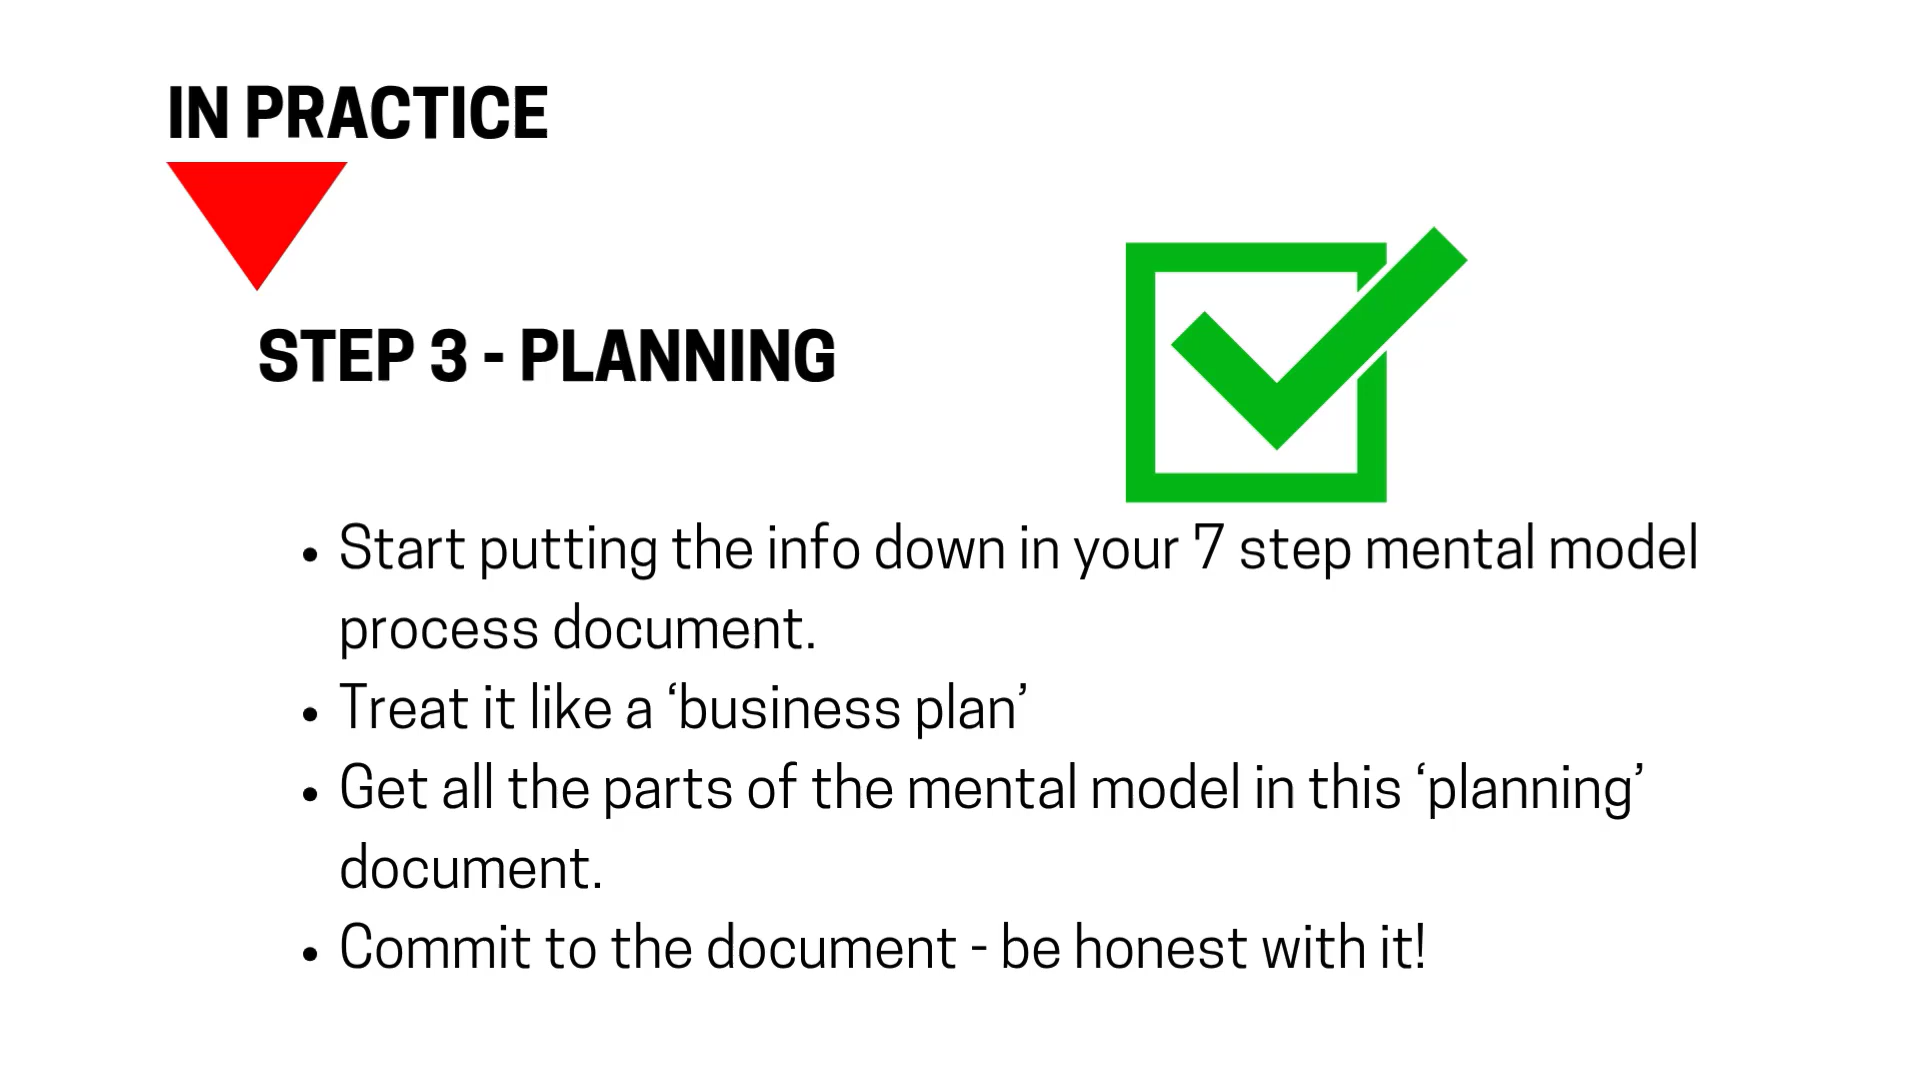 IN PRACTICE
STEP 3 - PLANNING
• Start putting the info down in your 7 step mental model
process document.
• Treat it like a ‘business plan’
• Get all the parts of the mental model in this ‘planning’
document.
• Commit to the document - be honest with it!